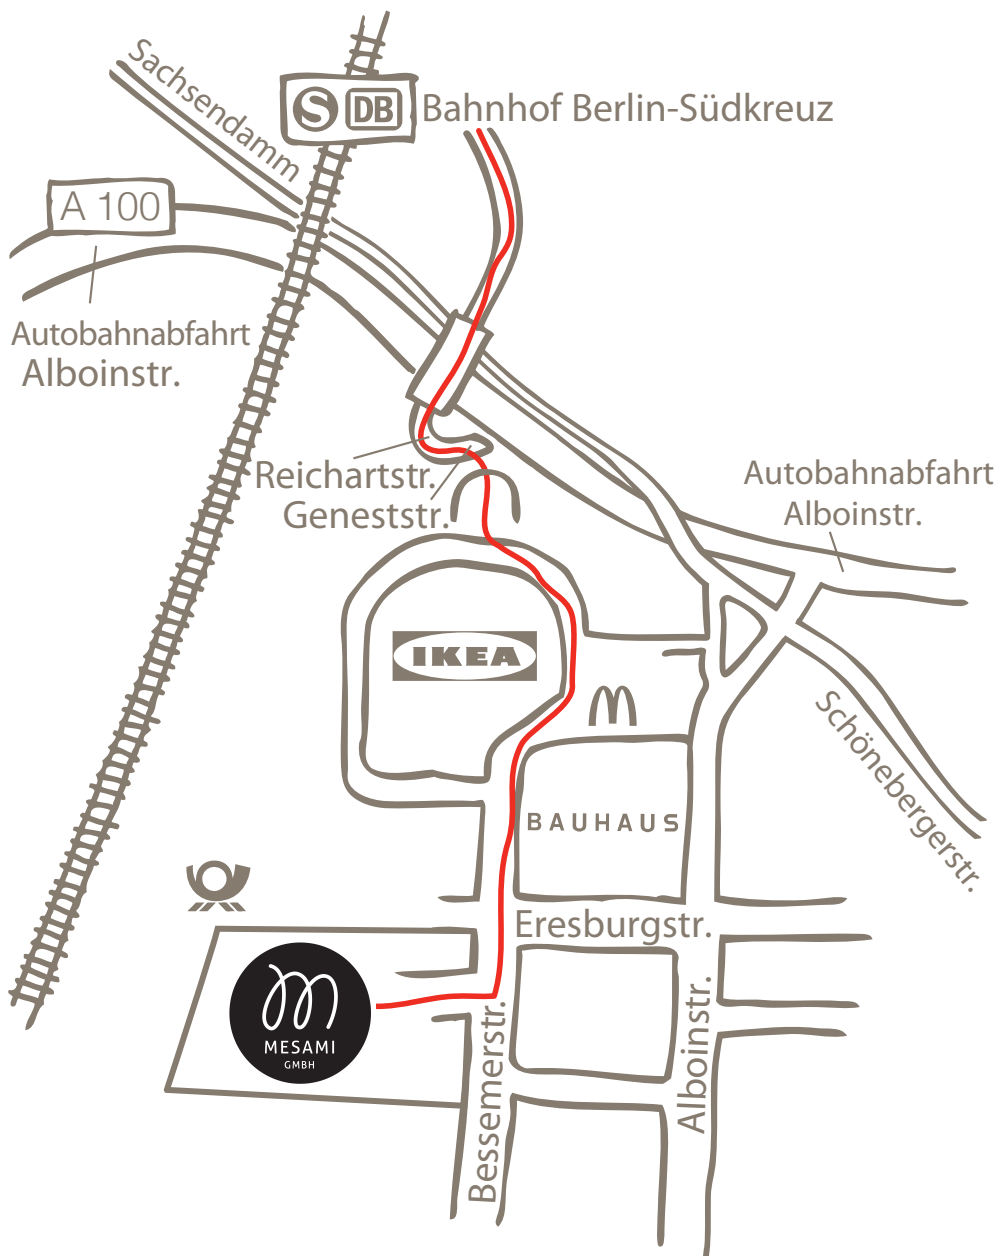 Sachsendamm
S DB Bahnhof Berlin-Südkreuz
A 100
Autobahnabfahrt
Alboinstr.
Reichartstr.
Geneststr.
Autobahnabfahrt
Alboinstr.
IKEA
Schönebergerstr.
BAUHAUS
Eresburgstr.
MESAMI
GMBH
Bessemerstr.
Alboinstr.